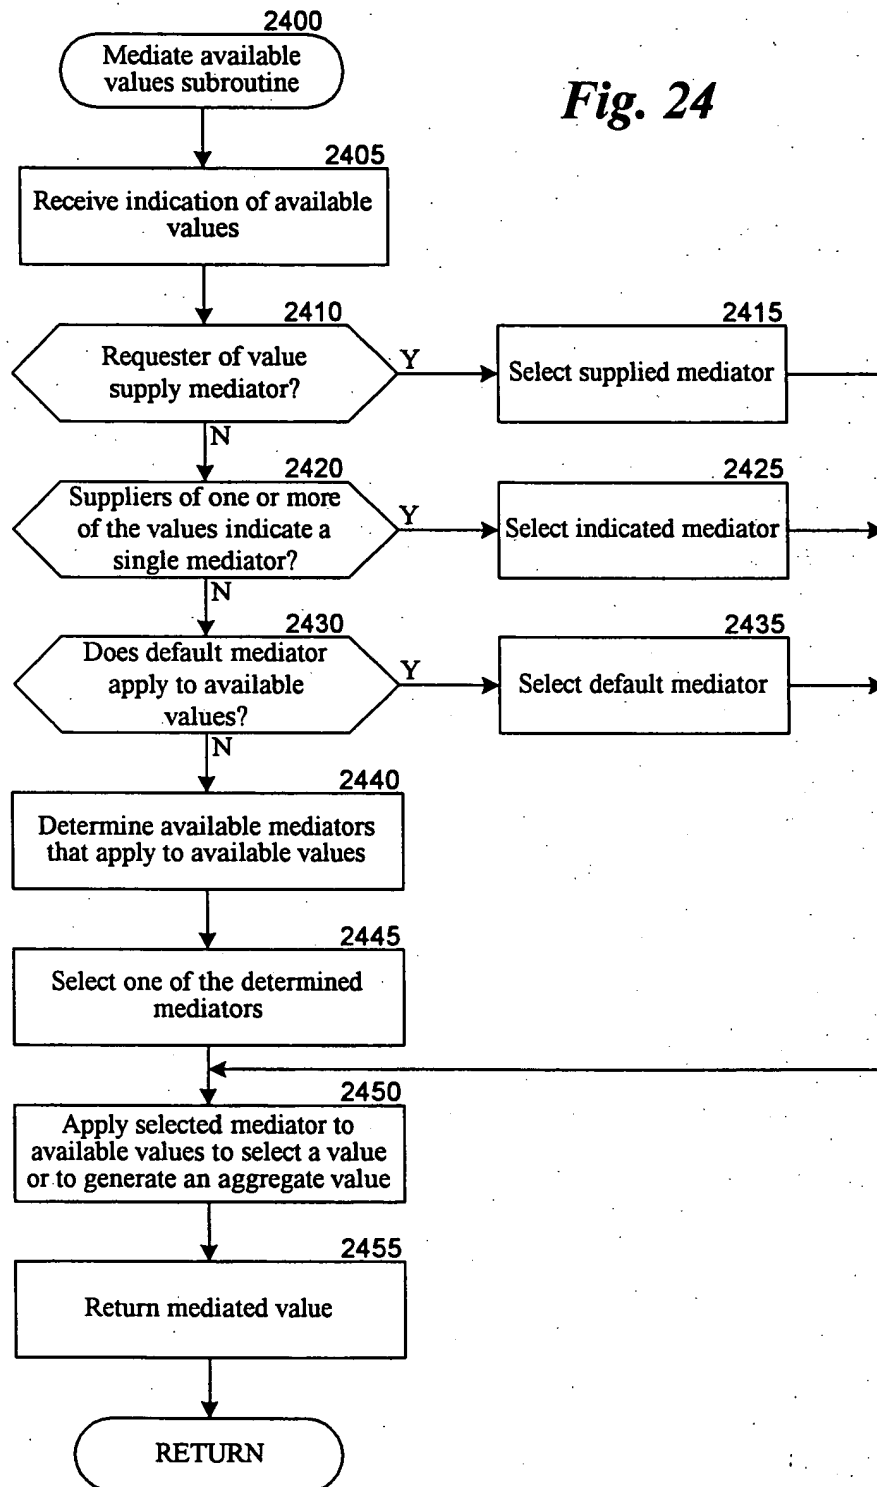 2400
Mediate available
values subroutine
Fig. 24
2405
Receive indication of available
values
2410
Requester of value
supply mediator?
Y
2415
Select supplied mediator
N
2420
Suppliers of one or more
of the values indicate a
single mediator?
Y
2425
Select indicated mediator
N
2430
Does default mediator
apply to available
values?
Y
2435
Select default mediator
N
2440
Determine available mediators
that apply to available values
2445
Select one of the determined
mediators
2450
Apply selected mediator to
available values to select a value
or to generate an aggregate value
2455
Return mediated value
RETURN